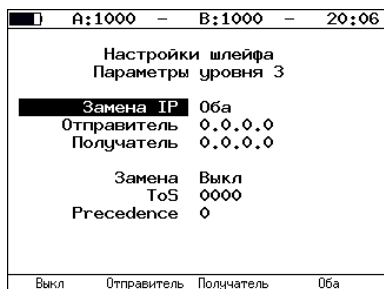 A:1000 – B:1000 – 20:06
Настройки шлейфа
Параметры уровня 3
Замена IP Оба
Отправитель 0.0.0.0
Получатель 0.0.0.0
Замена Выкл
ToS 0000
Precedence 0
Выкл Отправитель Получатель Оба